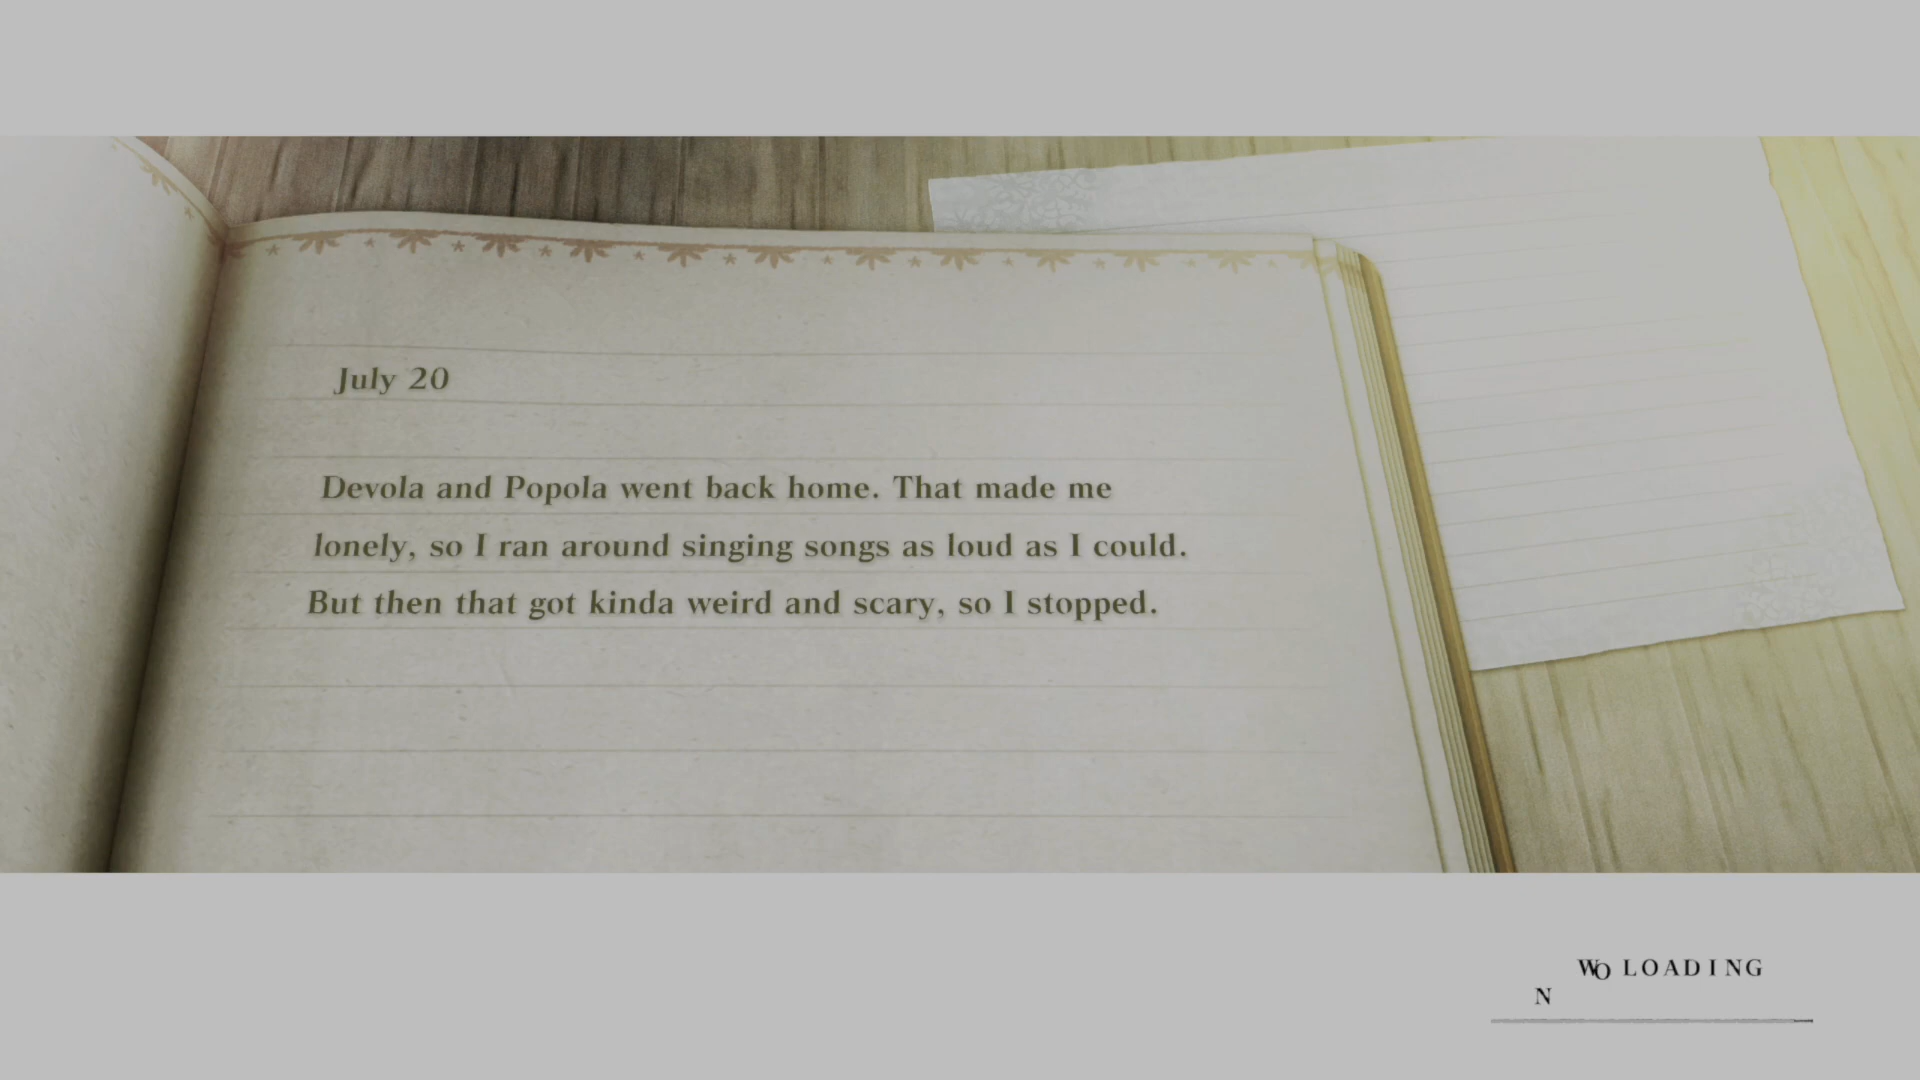 July 20
Devola and Popola went back home. That made me
lonely, so I ran around singing songs as loud as I could.
But then that got kinda weird and scary, so I stopped.
NOW LOADING